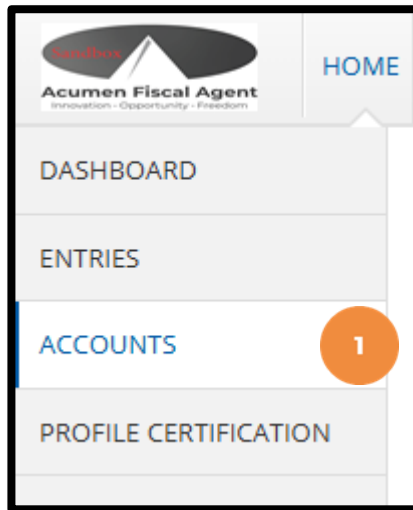 Sandbox
Acumen Fiscal Agent
Innovation - Opportunity - Freedom
HOME
DASHBOARD
ENTRIES
ACCOUNTS
1
PROFILE CERTIFICATION